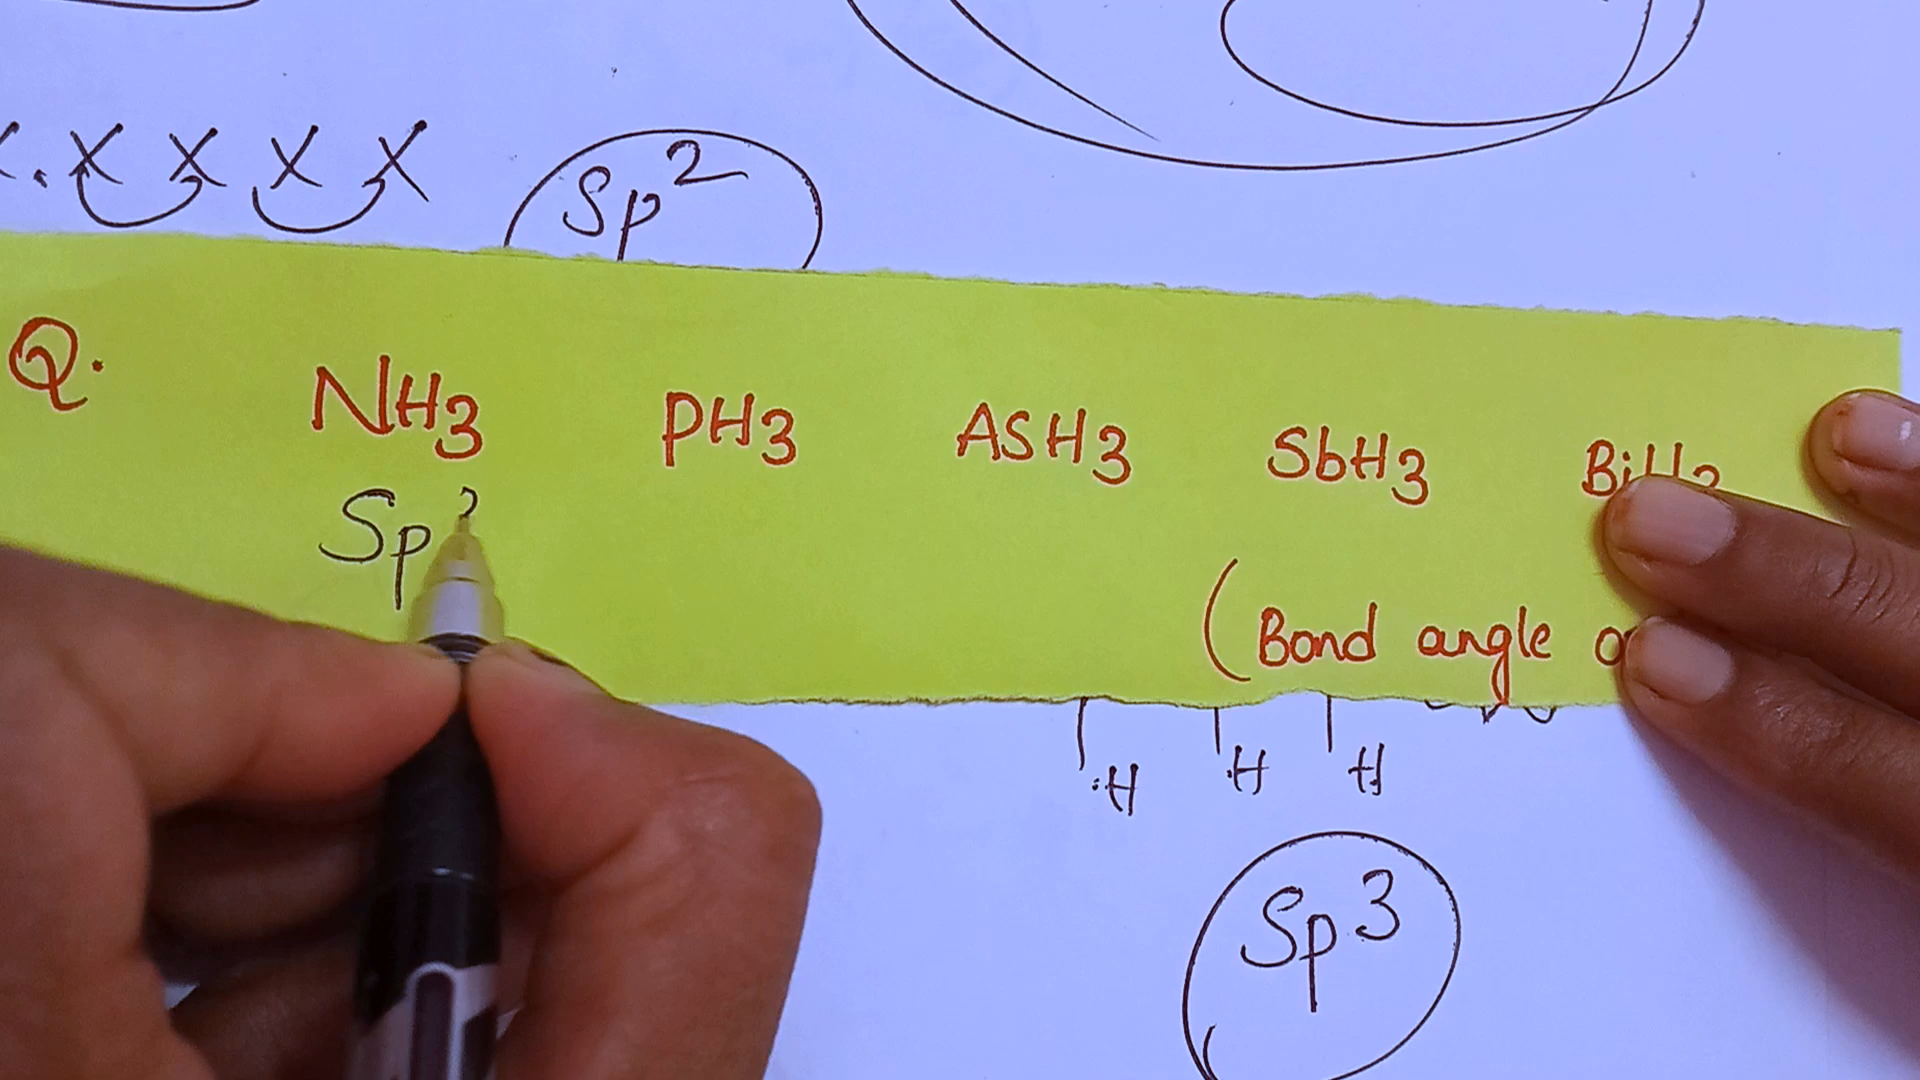 x x x x
Sp2
Q.
NH3 PH3 ASH3 SbH3
Sp
(Bond angle
H H H
Sp3